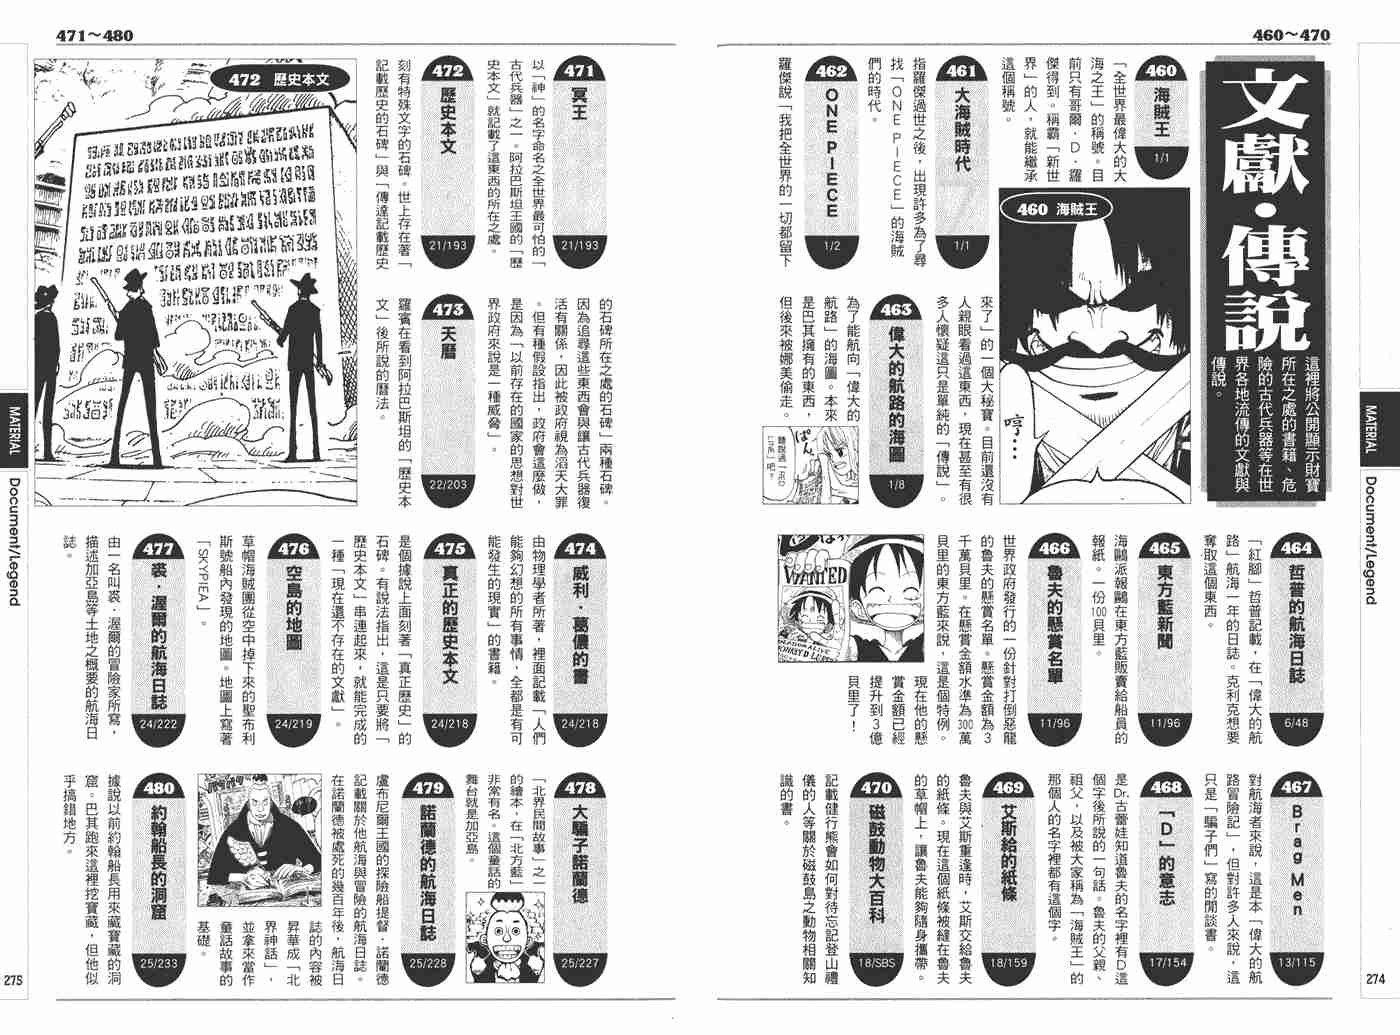 460～470
文獻・傳說
這裡將公開顯示財寶
所在之處的書籍、危
險的古代兵器等在世
界各地流傳的文獻與
傳說。
460 海賊王 1/1
「全世界最偉大的大
海之王」的稱號。目
前只有哥爾・D・羅
傑得到。稱霸「新世
界」的人，就能繼承
這個稱號。
460 海賊王
哼…
461 大海賊時代 1/1
指羅傑過世之後，出現許多為了尋
找「ONE PIECE」的海賊
們的時代。
462 ONE PIECE 1/2
羅傑說「我把全世界的一切都留下
來了」的一個大秘寶。目前還沒有
人親眼看過這東西，現在甚至有很
多人懷疑這只是單純的「傳說」。
463 偉大的航路的海圖 1/8
為了能航向「偉大的
航路」的海圖。本來
是巴其擁有的東西，
但後來被娜美偷走。
ぱん
464 哲普的航海日誌 6/48
「紅腳」哲普記載，在「偉大的航
路」航海一年的日誌。克利克想要
奪取這個東西。
465 東方藍新聞 11/96
海鷗派報鷗在東方藍販賣給船員的
報紙。一份100貝里。
466 魯夫的懸賞名單 11/96
世界政府發行的一份針對打倒惡龍
的魯夫的懸賞名單。懸賞金額為3
千萬貝里。在懸賞金額水準為300萬
貝里的東方藍來說，這是個特例。
現在他的懸
賞金額已經
提升到3億
貝里了！
WANTED
467 Brag Men 13/115
對航海者來說，這是本「偉大的航
路冒險記」，但對許多人來說，這
只是「騙子們」寫的閒談書。
468 「D」的意志 17/154
是Dr.古蕾娃知道魯夫的名字裡有D這
個字後所說的一句話。魯夫的父親、
祖父，以及被大家稱為「海賊王」的
那個人的名字裡都有這個字。
469 艾斯給的紙條 18/159
魯夫與艾斯重逢時，艾斯交給魯夫
的紙條。現在這個紙條被縫在魯夫
的草帽上，讓魯夫能夠隨身攜帶。
470 磁鼓動物大百科 18/SBS
記載健行熊會如何對待忘記登山禮
儀的人等關於磁鼓島之動物相關知
識的書。
MATERIAL
Document/Legend
274
471～480
471 冥王 21/193
以「神」的名字命名之全世界最可怕的「
古代兵器」之一。阿拉巴斯坦王國的「歷
史本文」就記載了這東西的所在之處。
472 歷史本文 21/193
刻有特殊文字的石碑。世上存在著「
記載歷史的石碑」與「傳達記載歷史
的石碑所在之處的石碑」兩種石碑。
因為追尋這些東西會與讓古代兵器復
活有關係，因此被政府視為滔天大罪
。但有種假設指出，政府會這麼做，
是因為「以前存在的國家的思想對世
界政府來說是一種威脅」。
472 歷史本文
473 天曆 22/203
羅賓在看到阿拉巴斯坦的「歷史本
文」後所說的曆法。
474 威利・葛儂的書 24/218
由物理學者所著，裡面記載「人們
能夠幻想的所有事情，全都是有可
能發生的現實」的書籍。
475 真正的歷史本文 24/218
是個據說上面刻著「真正歷史」的
石碑。有說法指出，這是只要將「
歷史本文」串連起來，就能完成的
一種「現在還不存在的文獻」。
476 空島的地圖 24/219
草帽海賊團從空中掉下來的聖布利
斯號船內發現的地圖。地圖上寫著
「SKYPIEA」。
477 裘・渥爾的航海日誌 24/222
由一名叫裘・渥爾的冒險家所寫，
描述加亞島等土地之概要的航海日
誌。
478 大騙子諾蘭德 25/227
「北界民間故事」之一
的繪本，在「北方藍」
非常有名。這個童話的
舞台就是加亞島。
479 諾蘭德的航海日誌 25/228
盧布尼爾王國的探險船提督・諾蘭德
記載關於他航海與冒險的航海日誌。
在諾蘭德被處死的幾百年後，航海日
誌的內容被
昇華成「北
界神話」，
並拿來當作
童話故事的
基礎。
480 約翰船長的洞窟 25/233
據說以前約翰船長用來藏寶藏的洞
窟。巴其跑來這裡挖寶藏，但他似
乎搞錯地方。
MATERIAL
Document/Legend
275